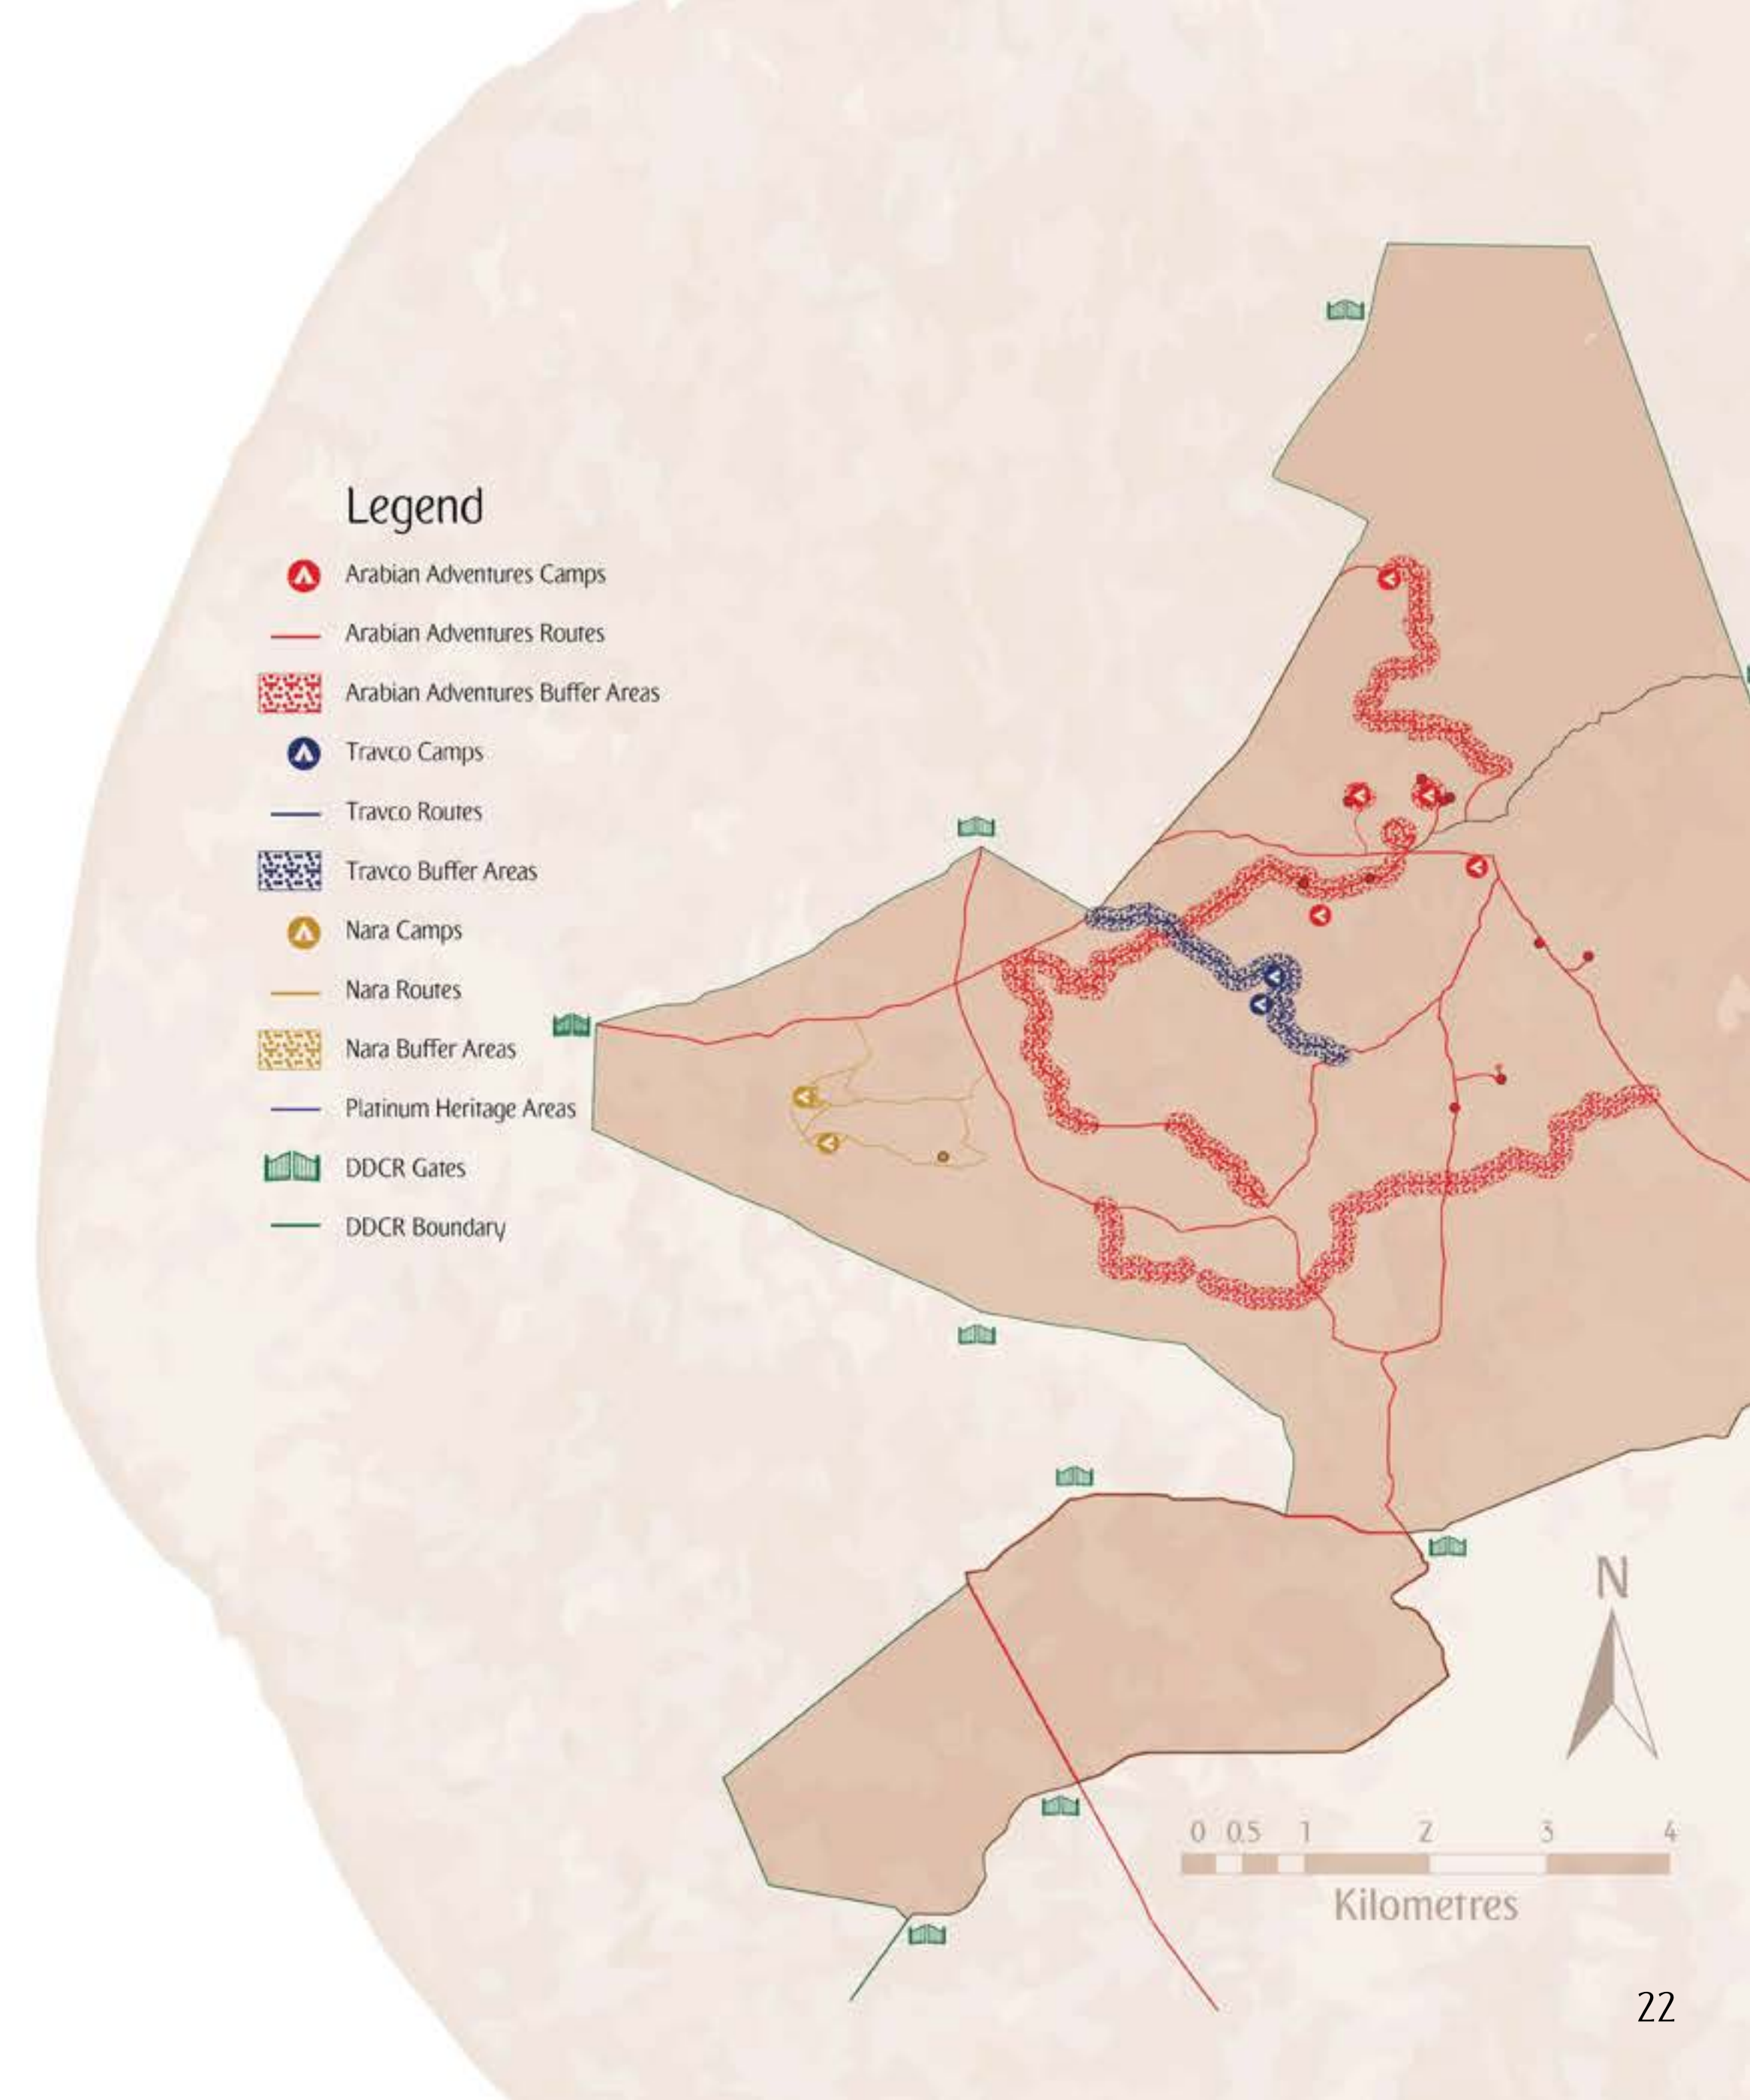 Legend
Arabian Adventures Camps
Arabian Adventures Routes
Arabian Adventures Buffer Areas
Travco Camps
Travco Routes
Travco Buffer Areas
Nara Camps
Nara Routes
Nara Buffer Areas
Platinum Heritage Areas
DDCR Gates
DDCR Boundary
N
0 0.5 1 2 3 4
Kilometres
22